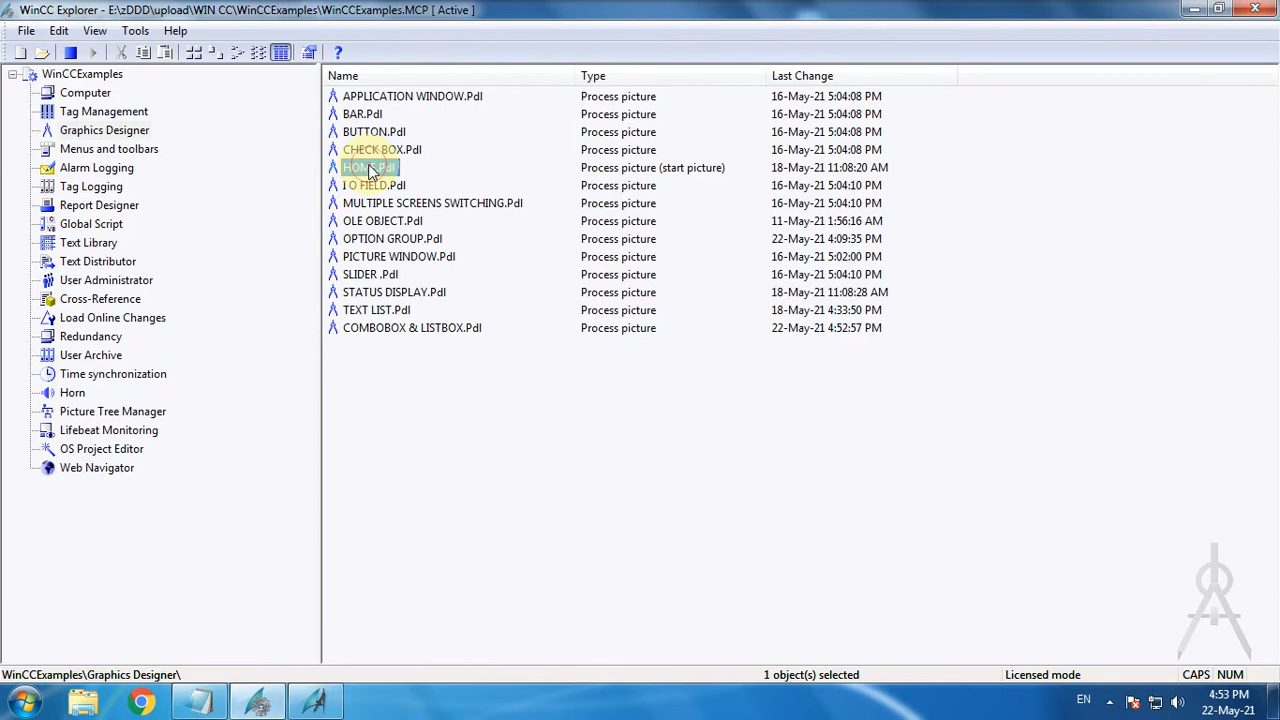 WinCC Explorer - E:\zDDD\upload\WIN CC\WinCCExamples\WinCCExamples.MCP [ Active ]
File Edit View Tools Help
WinCCExamples
Computer
Tag Management
Graphics Designer
Menus and toolbars
Alarm Logging
Tag Logging
Report Designer
Global Script
Text Library
Text Distributor
User Administrator
Cross-Reference
Load Online Changes
Redundancy
User Archive
Time synchronization
Horn
Picture Tree Manager
Lifebeat Monitoring
OS Project Editor
Web Navigator
Name Type Last Change
APPLICATION WINDOW.Pdl Process picture 16-May-21 5:04:08 PM
BAR.Pdl Process picture 16-May-21 5:04:08 PM
BUTTON.Pdl Process picture 16-May-21 5:04:08 PM
CHECK BOX.Pdl Process picture 16-May-21 5:04:08 PM
HOME.Pdl Process picture (start picture) 18-May-21 11:08:20 AM
I O FIELD.Pdl Process picture 16-May-21 5:04:10 PM
MULTIPLE SCREENS SWITCHING.Pdl Process picture 16-May-21 5:04:10 PM
OLE OBJECT.Pdl Process picture 11-May-21 1:56:16 AM
OPTION GROUP.Pdl Process picture 22-May-21 4:09:35 PM
PICTURE WINDOW.Pdl Process picture 16-May-21 5:02:00 PM
SLIDER .Pdl Process picture 16-May-21 5:04:10 PM
STATUS DISPLAY.Pdl Process picture 18-May-21 11:08:28 AM
TEXT LIST.Pdl Process picture 18-May-21 4:33:50 PM
COMBOBOX & LISTBOX.Pdl Process picture 22-May-21 4:52:57 PM
WinCCExamples\Graphics Designer\ 1 object(s) selected Licensed mode CAPS NUM
EN 4:53 PM
22-May-21